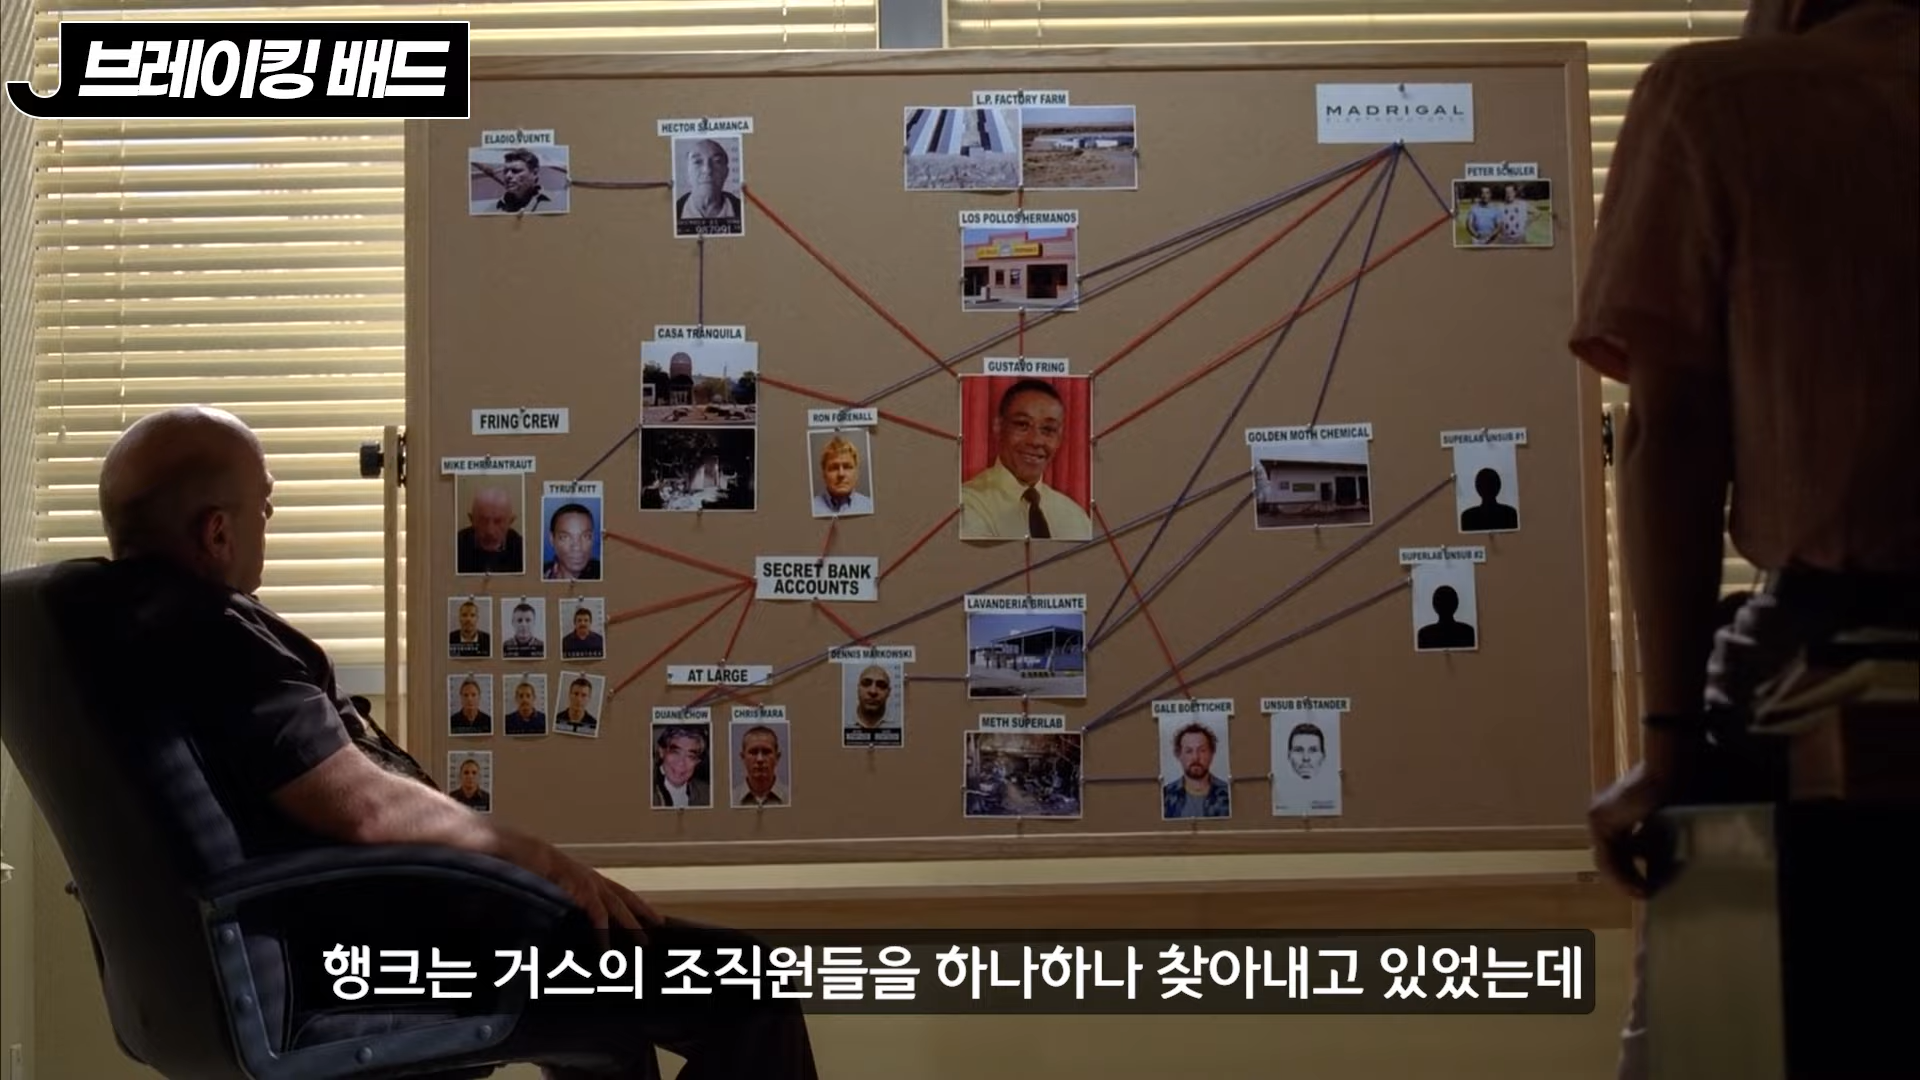 브레이킹 배드
L.P. FACTORY FARM
MADRIGAL
ELADIO VUENTE
HECTOR SALAMANCA
PETER SCHULER
LOS POLLOS HERMANOS
CASA TRANQUILA
GUSTAVO FRING
FRING CREW
RON FORENALL
GOLDEN MOTH CHEMICAL
SUPERLAB UNSUB #1
MIKE EHRMANTRAUT
TYRUS KITT
SUPERLAB UNSUB #2
SECRET BANK
ACCOUNTS
LAVANDERIA BRILLANTE
DENNIS MARKOWSKI
AT LARGE
DUANE CHOW
CHRIS MARA
METH SUPERLAB
GALE BOETTICHER
UNSUB BYSTANDER
행크는 거스의 조직원들을 하나하나 찾아내고 있었는데